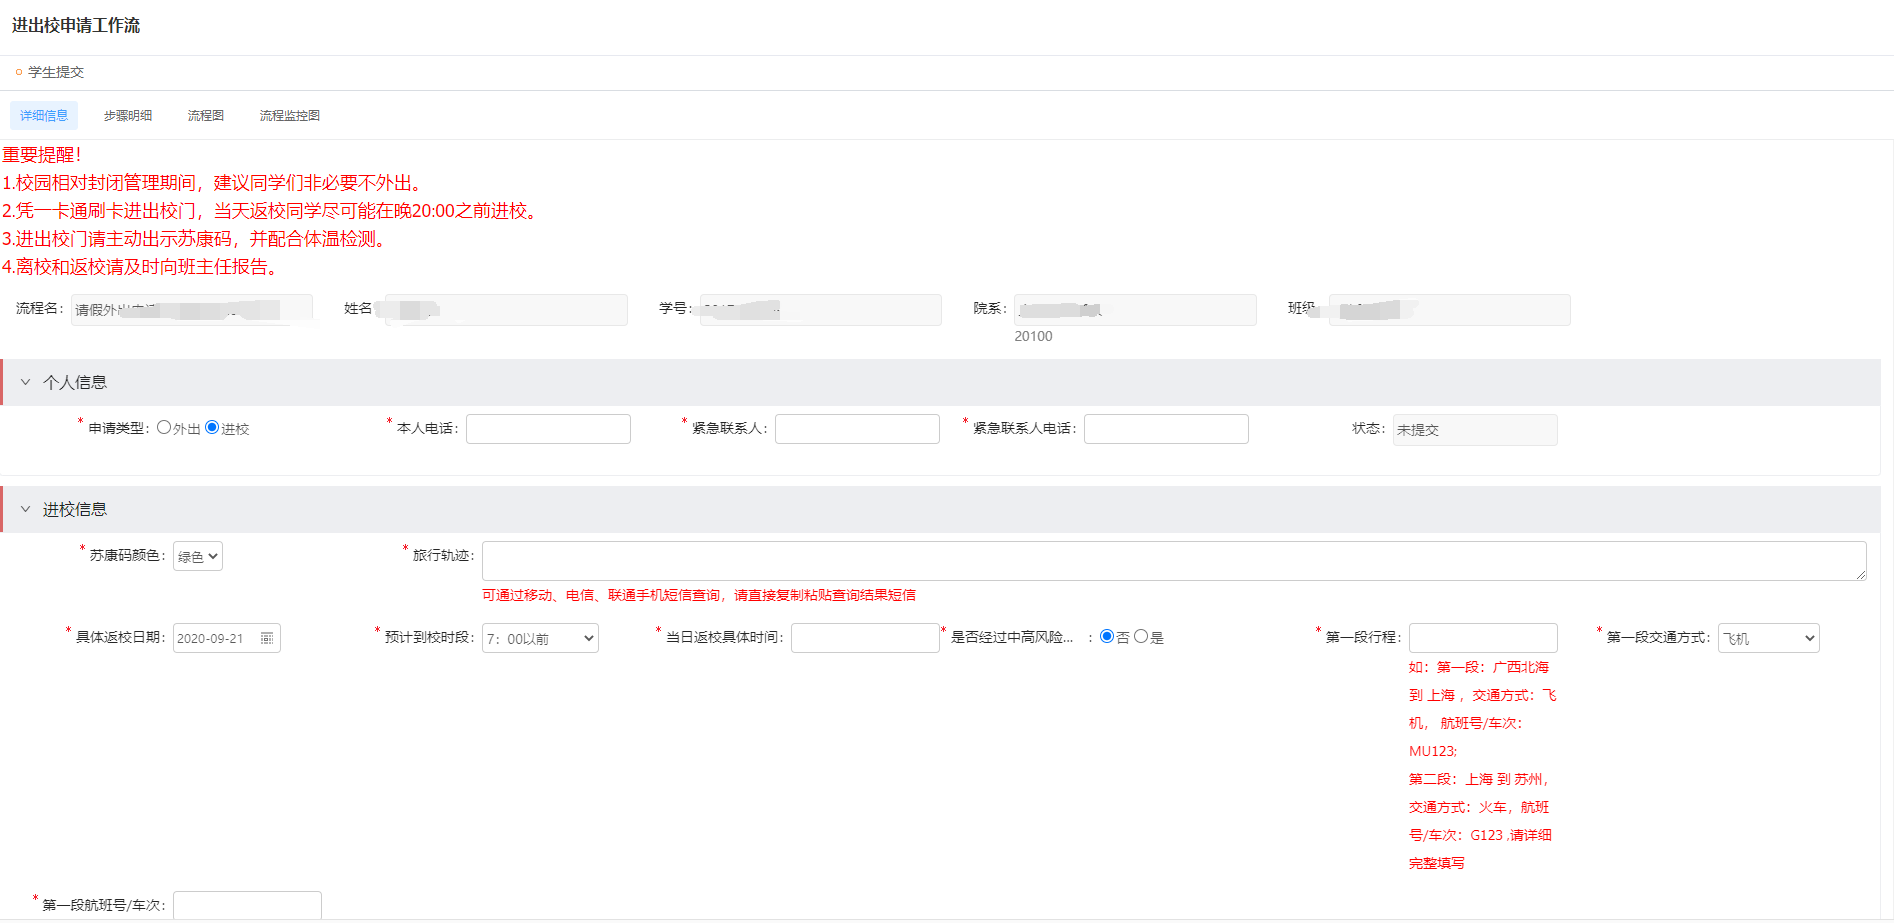 进出校申请工作流
学生提交
详细信息 步骤明细 流程图 流程监控图
重要提醒！
1.校园相对封闭管理期间，建议同学们非必要不外出。
2.凭一卡通刷卡进出校门，当天返校同学尽可能在晚20:00之前进校。
3.进出校门请主动出示苏康码，并配合体温检测。
4.离校和返校请及时向班主任报告。
流程名： 请假外出 姓名 学号： 院系： 班级
20100
个人信息
* 申请类型： 外出 进校 * 本人电话： * 紧急联系人： * 紧急联系人电话： 状态： 未提交
进校信息
* 苏康码颜色： 绿色 * 旅行轨迹：
可通过移动、电信、联通手机短信查询，请直接复制粘贴查询结果短信
* 具体返校日期： 2020-09-21 * 预计到校时段： 7：00以前 * 当日返校具体时间： * 是否经过中高风险... ： 否 是 * 第一段行程： * 第一段交通方式： 飞机
如：第一段：广西北海
到 上海 ，交通方式：飞
机， 航班号/车次：
MU123;
第二段：上海 到 苏州，
交通方式：火车，航班
号/车次：G123 ,请详细
完整填写
* 第一段航班号/车次：